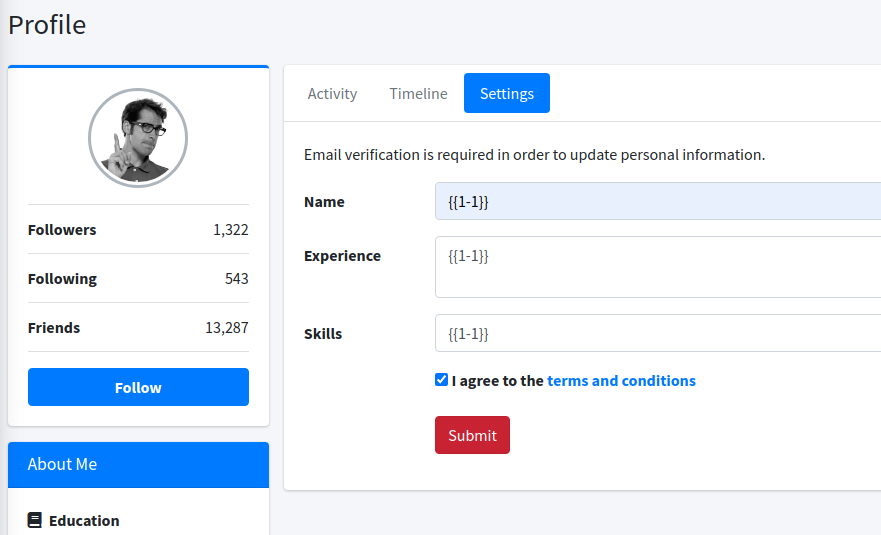 Profile
Followers 1,322
Following 543
Friends 13,287
Follow
About Me
Education
Activity Timeline Settings
Email verification is required in order to update personal information.
Name {{1-1}}
Experience {{1-1}}
Skills {{1-1}}
I agree to the terms and conditions
Submit